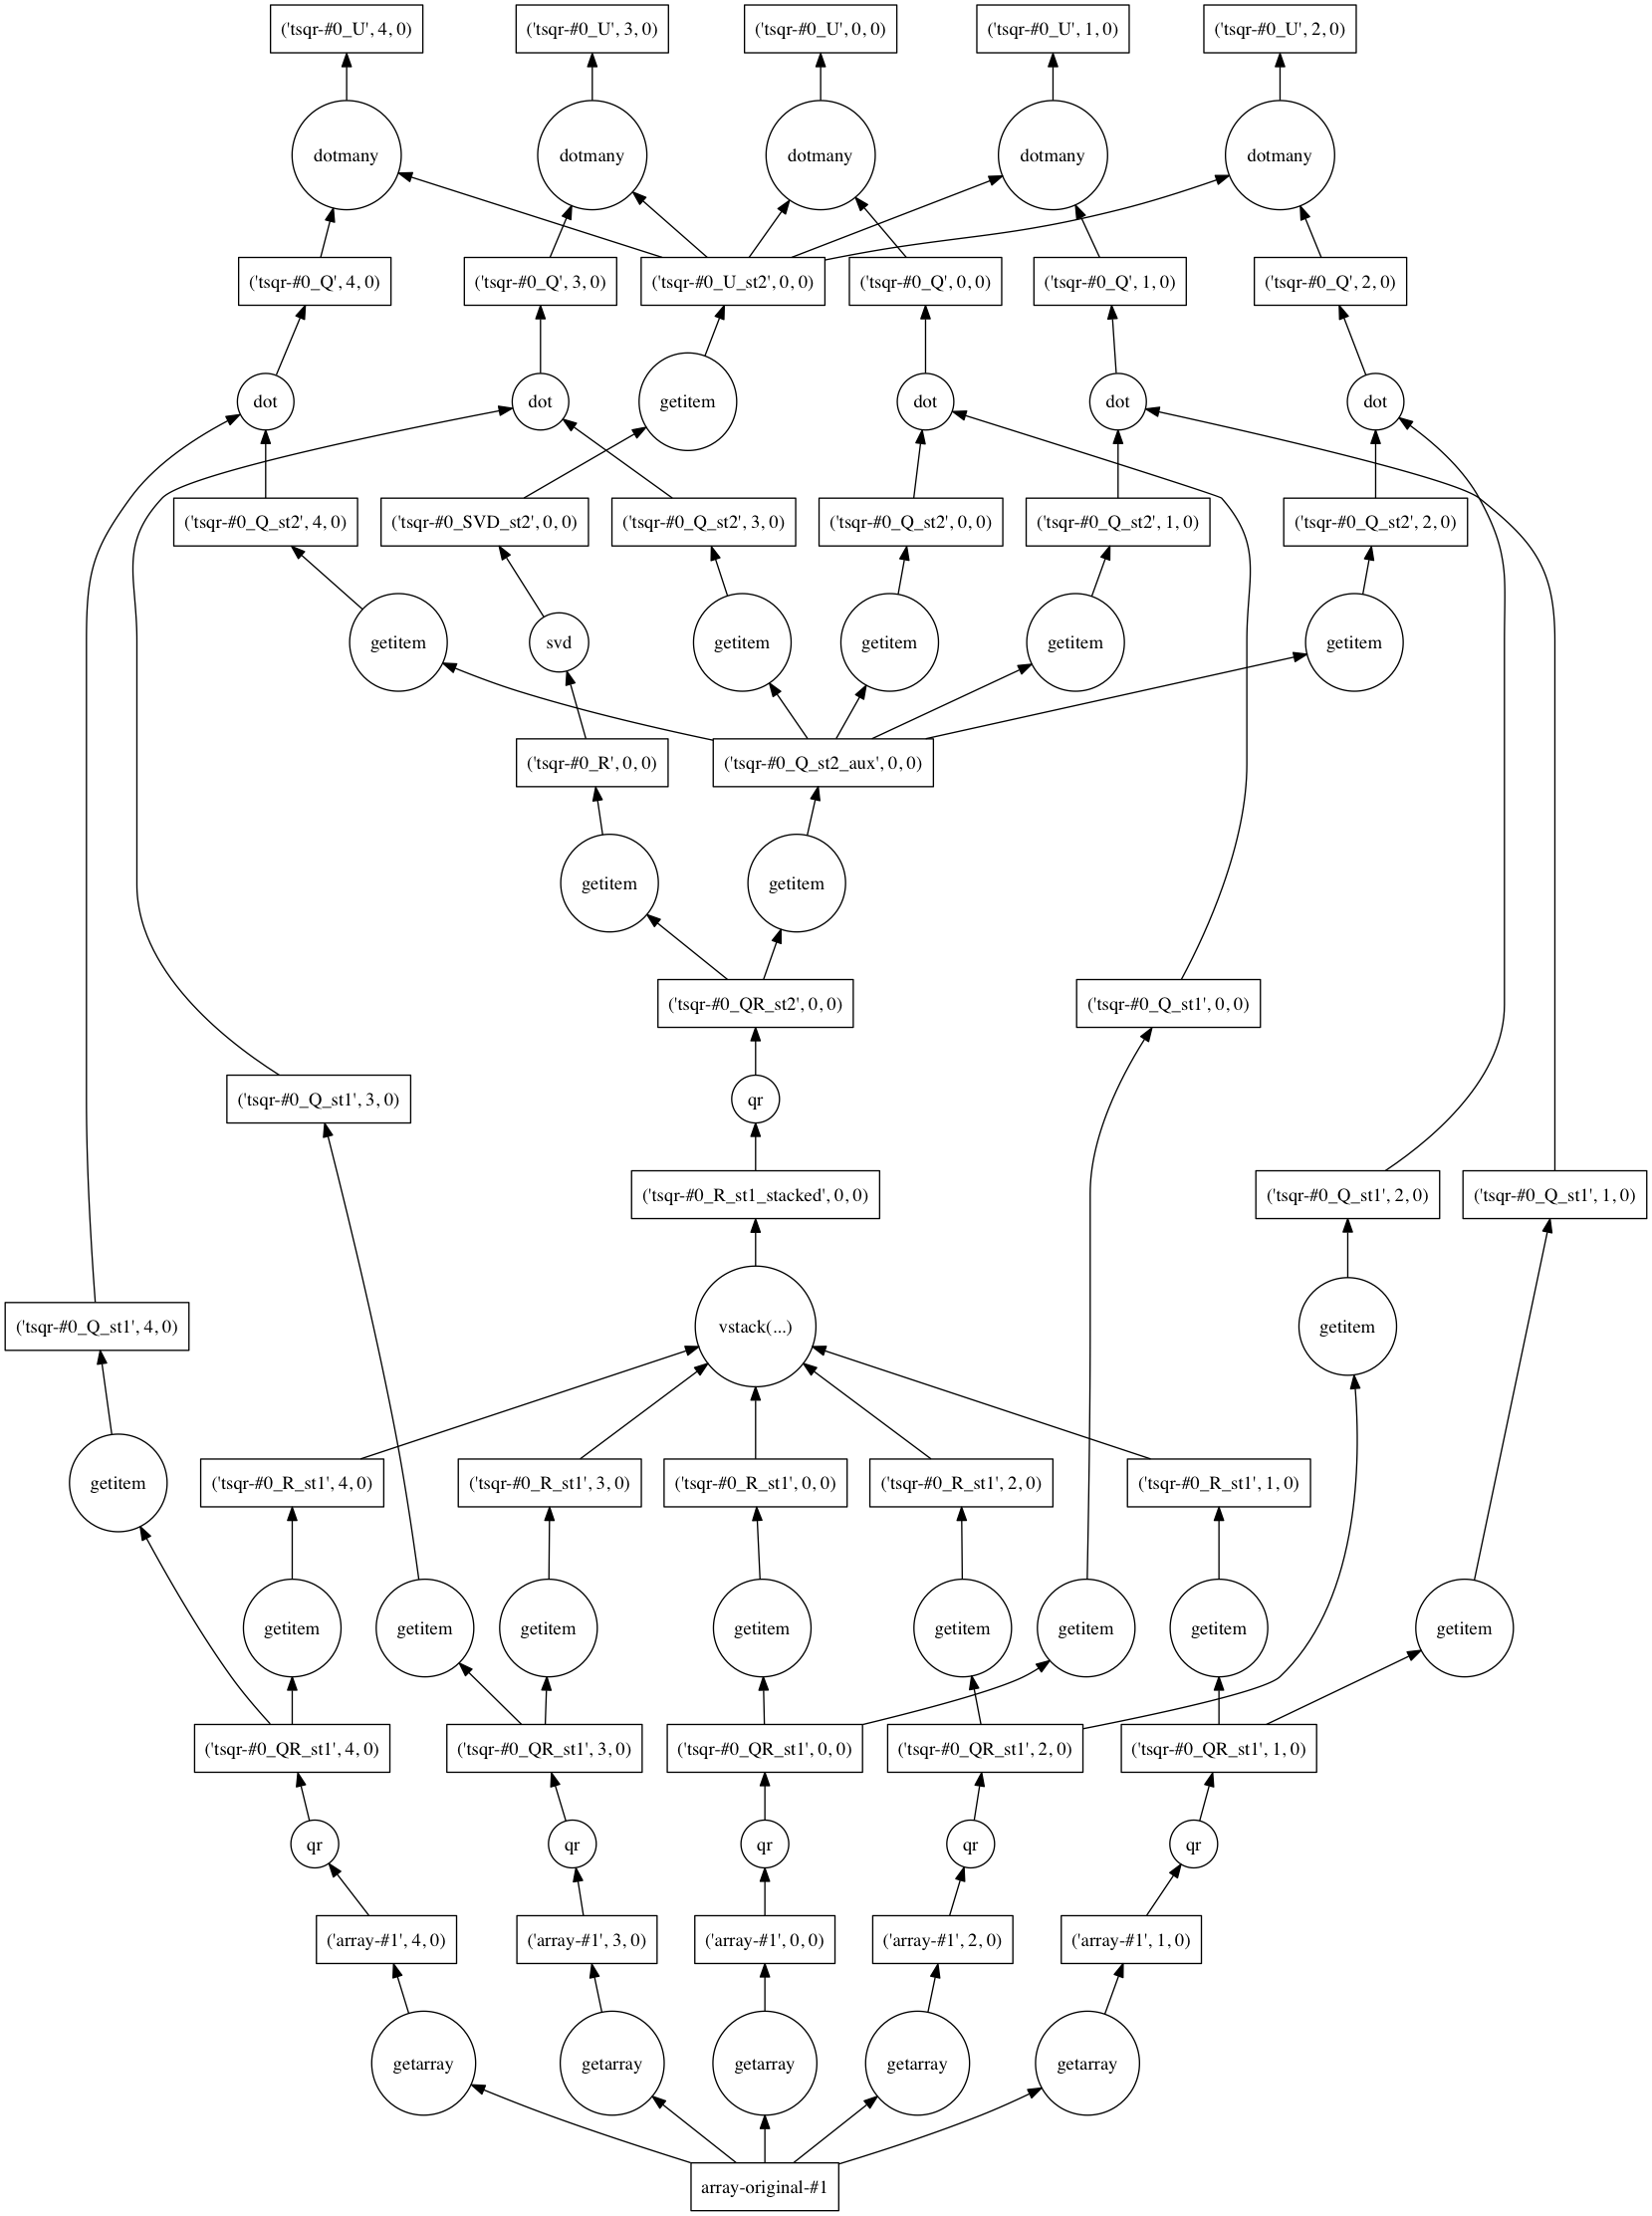 ('tsqr-#0_U', 4, 0)
('tsqr-#0_U', 3, 0)
('tsqr-#0_U', 0, 0)
('tsqr-#0_U', 1, 0)
('tsqr-#0_U', 2, 0)
dotmany
dotmany
dotmany
dotmany
dotmany
('tsqr-#0_Q', 4, 0)
('tsqr-#0_Q', 3, 0)
('tsqr-#0_U_st2', 0, 0)
('tsqr-#0_Q', 0, 0)
('tsqr-#0_Q', 1, 0)
('tsqr-#0_Q', 2, 0)
dot
dot
getitem
dot
dot
dot
('tsqr-#0_Q_st2', 4, 0)
('tsqr-#0_SVD_st2', 0, 0)
('tsqr-#0_Q_st2', 3, 0)
('tsqr-#0_Q_st2', 0, 0)
('tsqr-#0_Q_st2', 1, 0)
('tsqr-#0_Q_st2', 2, 0)
getitem
svd
getitem
getitem
getitem
getitem
('tsqr-#0_R', 0, 0)
('tsqr-#0_Q_st2_aux', 0, 0)
getitem
getitem
('tsqr-#0_QR_st2', 0, 0)
('tsqr-#0_Q_st1', 0, 0)
('tsqr-#0_Q_st1', 3, 0)
qr
('tsqr-#0_R_st1_stacked', 0, 0)
('tsqr-#0_Q_st1', 2, 0)
('tsqr-#0_Q_st1', 1, 0)
('tsqr-#0_Q_st1', 4, 0)
vstack(...)
getitem
getitem
('tsqr-#0_R_st1', 4, 0)
('tsqr-#0_R_st1', 3, 0)
('tsqr-#0_R_st1', 0, 0)
('tsqr-#0_R_st1', 2, 0)
('tsqr-#0_R_st1', 1, 0)
getitem
getitem
getitem
getitem
getitem
getitem
getitem
getitem
('tsqr-#0_QR_st1', 4, 0)
('tsqr-#0_QR_st1', 3, 0)
('tsqr-#0_QR_st1', 0, 0)
('tsqr-#0_QR_st1', 2, 0)
('tsqr-#0_QR_st1', 1, 0)
qr
qr
qr
qr
qr
('array-#1', 4, 0)
('array-#1', 3, 0)
('array-#1', 0, 0)
('array-#1', 2, 0)
('array-#1', 1, 0)
getarray
getarray
getarray
getarray
getarray
array-original-#1